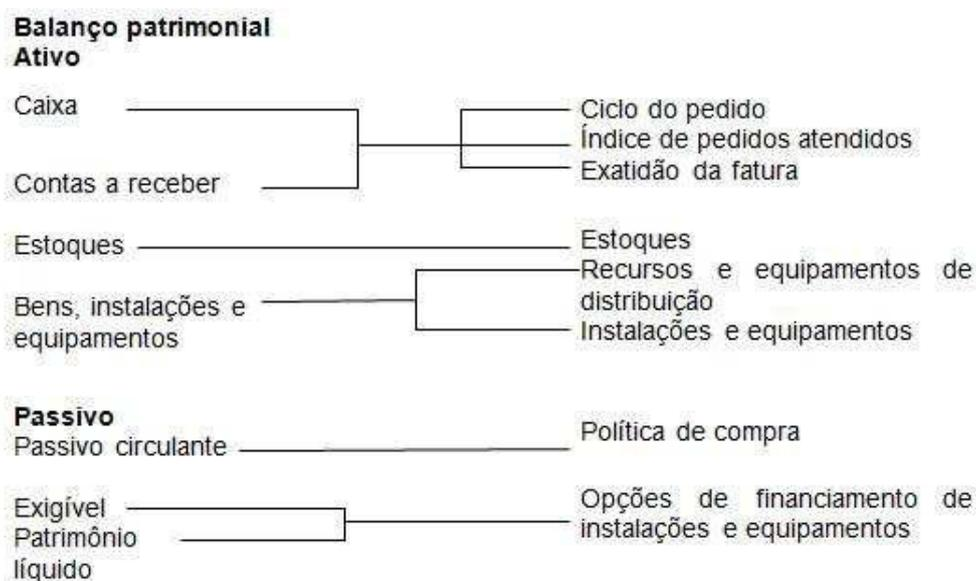 Balanço patrimonial
Ativo
Caixa
Ciclo do pedido
Índice de pedidos atendidos
Exatidão da fatura
Contas a receber
Estoques
Estoques
Recursos e equipamentos de
distribuição
Bens, instalações e
equipamentos
Instalações e equipamentos
Passivo
Passivo circulante
Política de compra
Exigível
Patrimônio
líquido
Opções de financiamento de
instalações e equipamentos